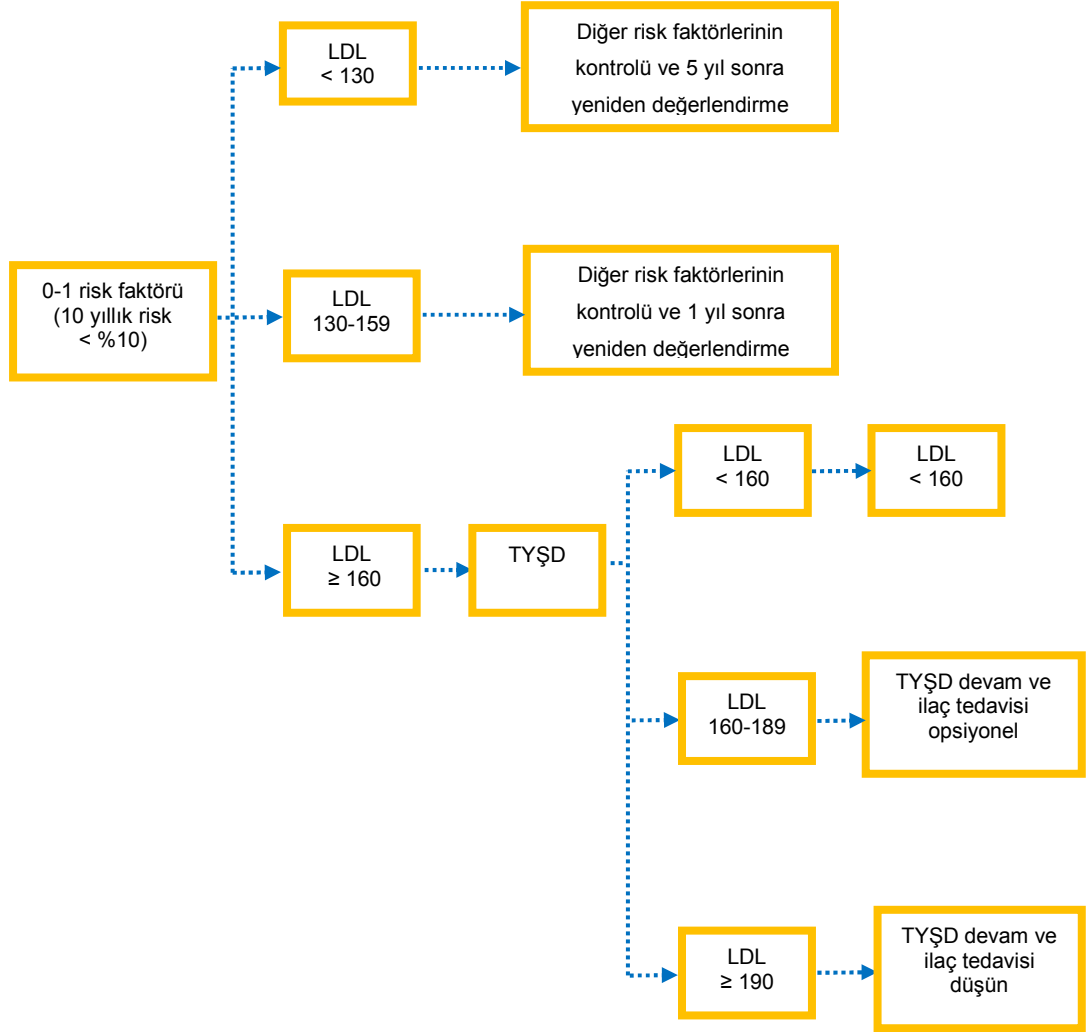 LDL
< 130
Diğer risk faktörlerinin
kontrolü ve 5 yıl sonra
yeniden değerlendirme
0-1 risk faktörü
(10 yıllık risk
< %10)
LDL
130-159
Diğer risk faktörlerinin
kontrolü ve 1 yıl sonra
yeniden değerlendirme
LDL
≥ 160
TYŞD
LDL
< 160
LDL
< 160
LDL
160-189
TYŞD devam ve
ilaç tedavisi
opsiyonel
LDL
≥ 190
TYŞD devam ve
ilaç tedavisi
düşün